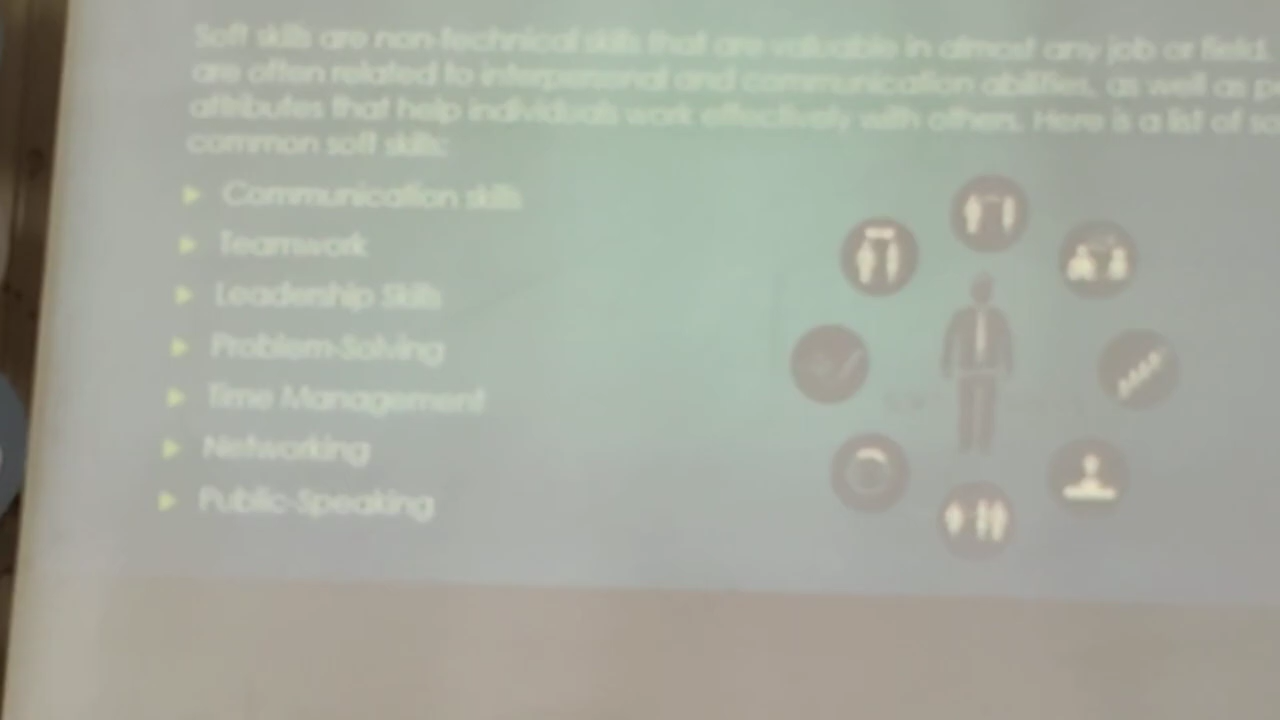 Soft skills are non-technical skills that are valuable in almost any job or field.
are often related to interpersonal and communication abilities, as well as
attributes that help individuals work effectively with others. Here is a list of
common soft skills:
Communication skills
Teamwork
Leadership Skills
Problem-Solving
Time Management
Networking
Public-Speaking